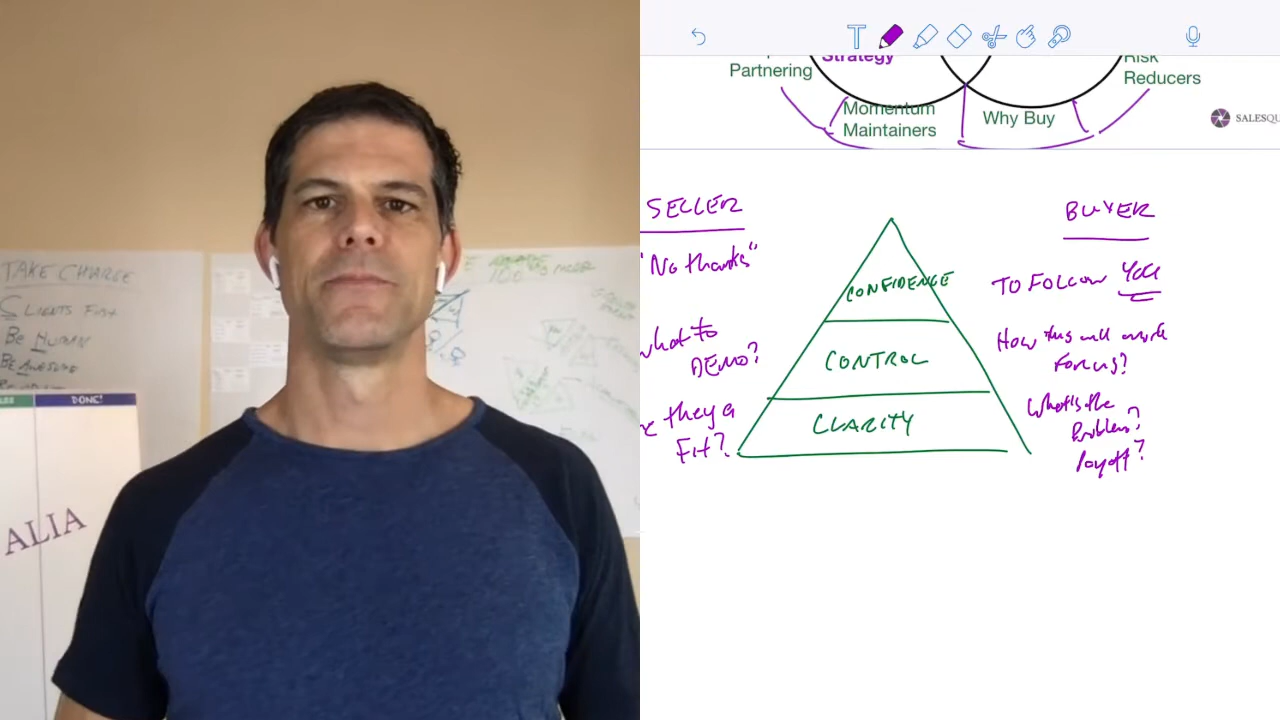 TAKE CHARGE
CLIENTS FIRST
BE HUMAN
BE AWESOME
DONE!
ALIA
100
T
Strategy
Partnering
Risk
Reducers
Momentum
Maintainers
Why Buy
SALESQU
SELLER
"No thanks"
what to
DEMO?
they a
Fit?
CONFIDENCE
CONTROL
CLARITY
BUYER
TO FOLLOW YOU
How this will work
For us?
What's the
Problem?
Payoff?